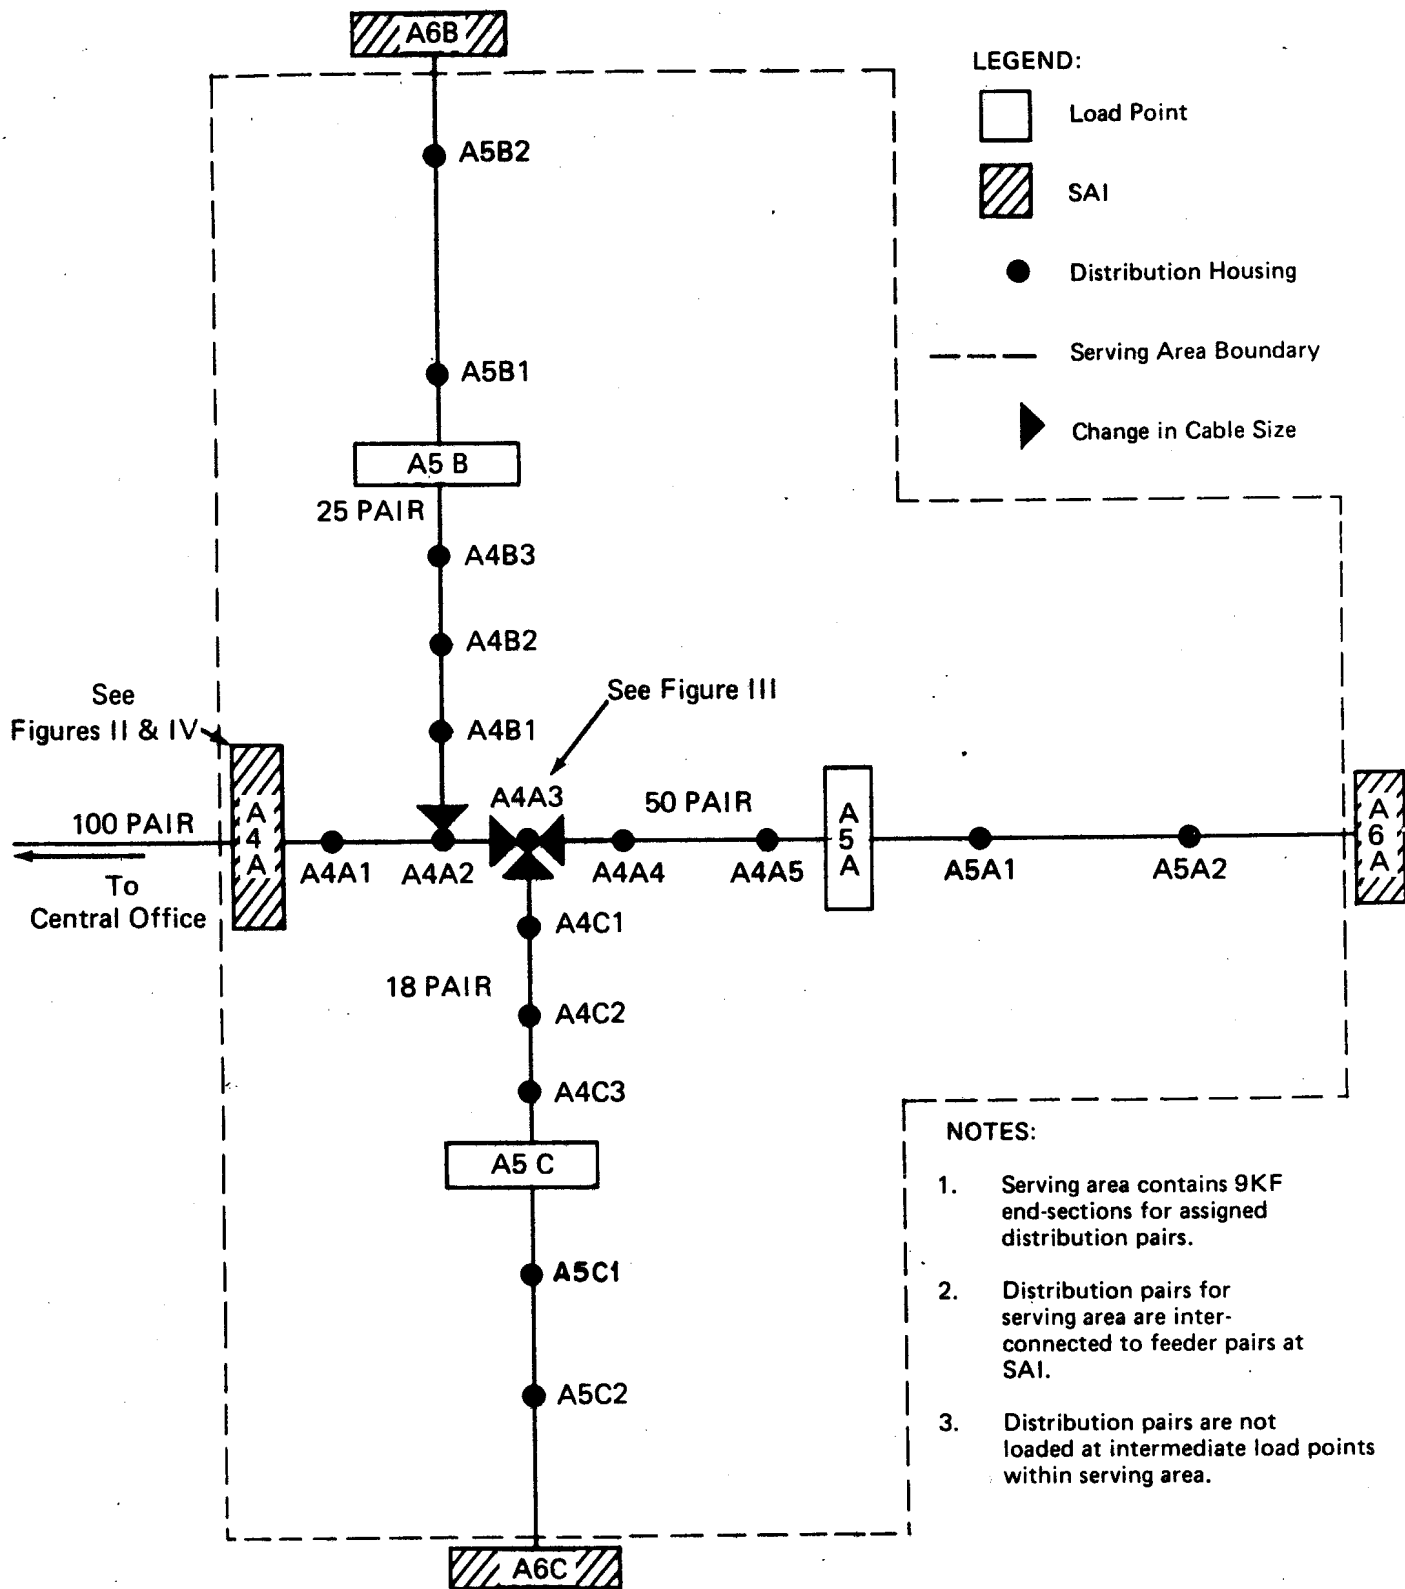 A6B
LEGEND:
Load Point
SAI
Distribution Housing
Serving Area Boundary
Change in Cable Size
A5B2
A5B1
A5 B
25 PAIR
A4B3
A4B2
A4B1
See
Figures II & IV
See Figure III
A4A3
50 PAIR
100 PAIR
To
Central Office
A
4
A
A4A1
A4A2
A4A4
A4A5
A
5
A
A5A1
A5A2
A
6
A
A4C1
18 PAIR
A4C2
A4C3
A5 C
A5C1
A5C2
A6C
NOTES:
1. Serving area contains 9KF
end-sections for assigned
distribution pairs.
2. Distribution pairs for
serving area are inter-
connected to feeder pairs at
SAI.
3. Distribution pairs are not
loaded at intermediate load points
within serving area.